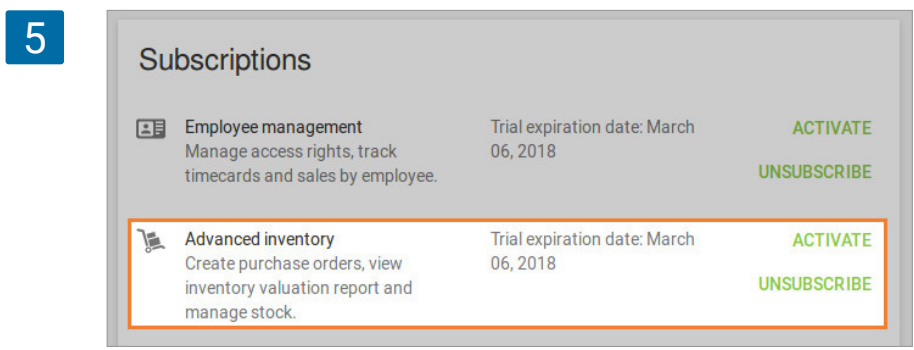 5
Subscriptions
Employee management
Manage access rights, track
timecards and sales by employee.
Trial expiration date: March
06, 2018
ACTIVATE
UNSUBSCRIBE
Advanced inventory
Create purchase orders, view
inventory valuation report and
manage stock.
Trial expiration date: March
06, 2018
ACTIVATE
UNSUBSCRIBE